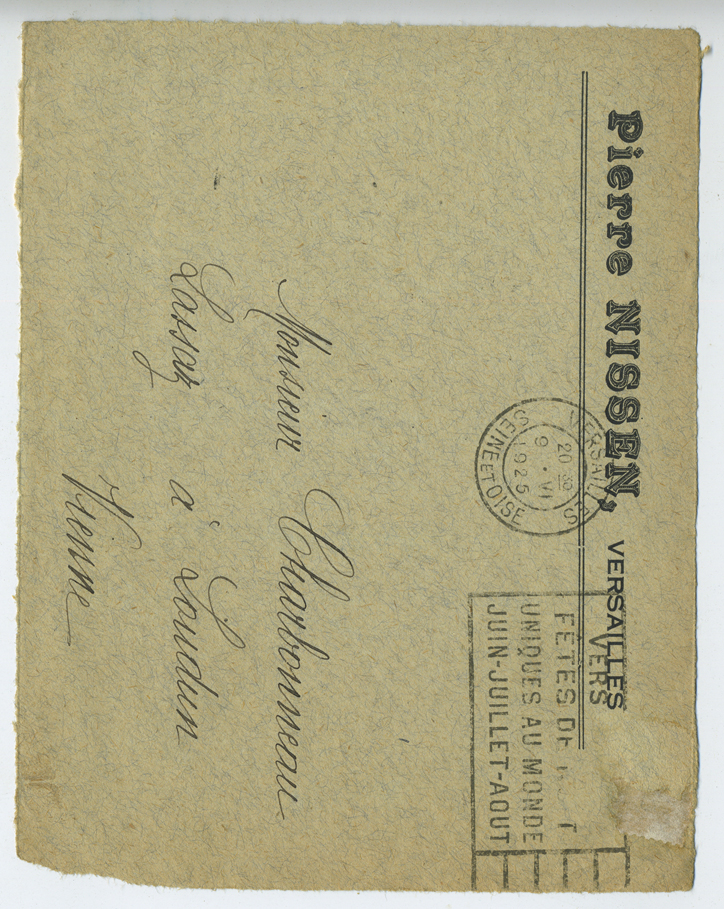 Pierre NISSEN, VERSAILLES
VERSAILLES
20 30
9 · VI
1925
SEINE ET OISE
VERS
FÊTES DE
UNIQUES AU MONDE
JUIN-JUILLET-AOUT
Monsieur Charbonneau
Lassay à Loudun
Vienne